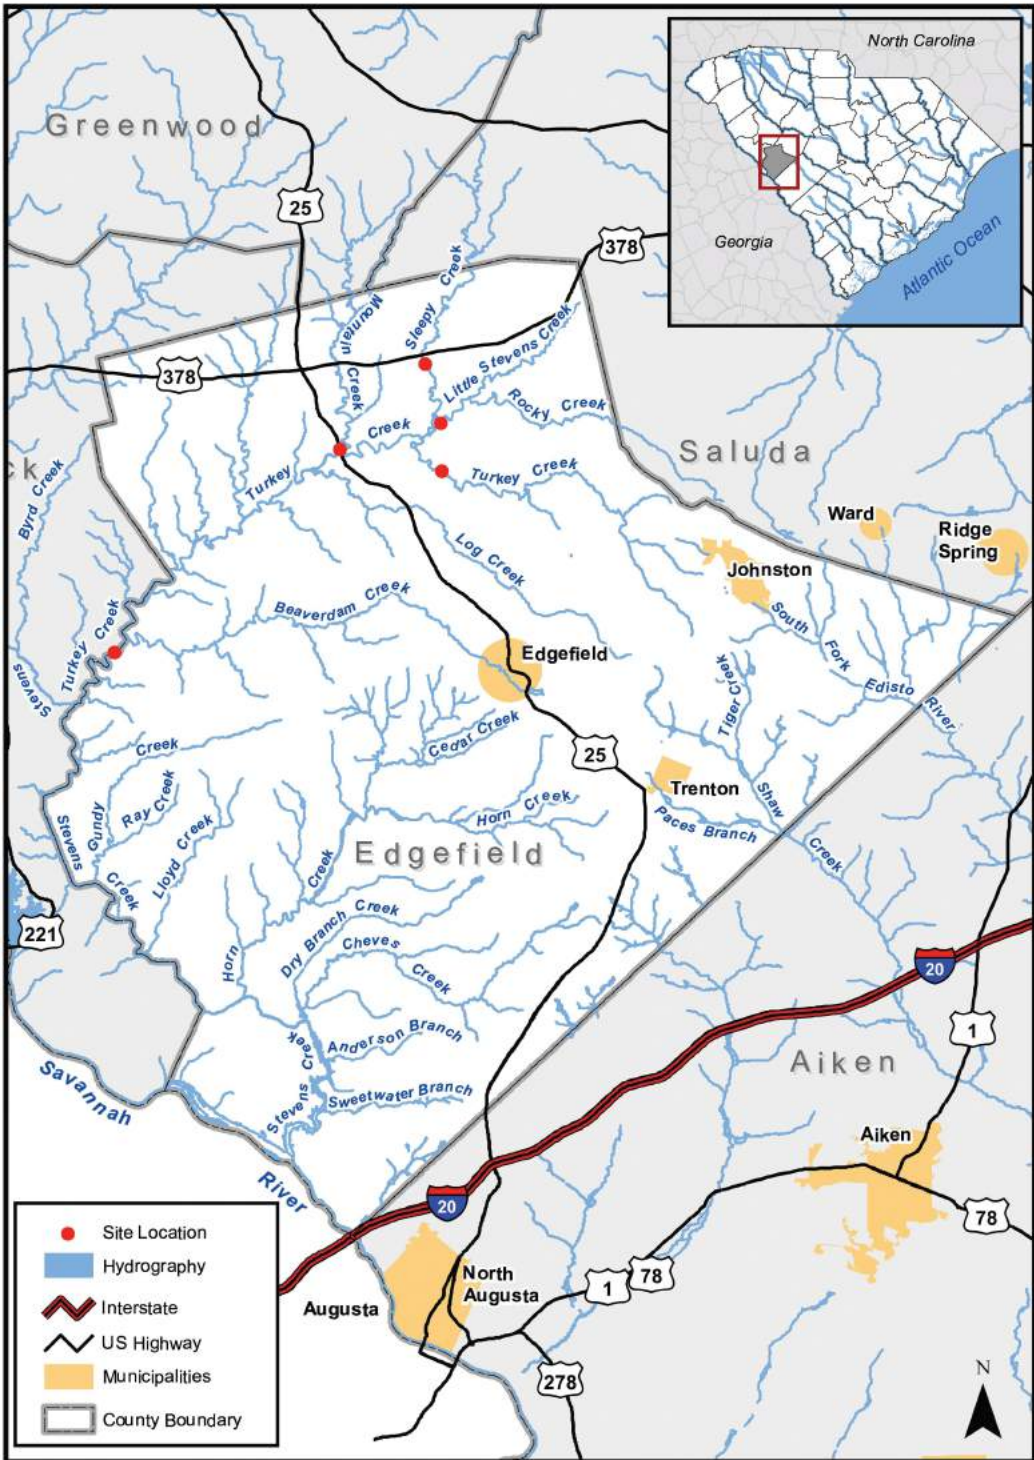 North Carolina
Georgia
Atlantic Ocean
Greenwood
25
378
Sleepy Creek
Mountain Creek
378
Little Stevens Creek
Rocky Creek
Creek
Saluda
ck
Byrd Creek
Turkey
Turkey Creek
Ward
Ridge
Spring
Log Creek
Johnston
Beaverdam Creek
Turkey Creek
South Fork Edisto River
Edgefield
Stevens
Creek
Cedar Creek
Tiger Creek
25
Trenton
Shaw
Creek
Paces Branch
Gundy
Ray Creek
Lloyd Creek
Horn Creek
Stevens
Creek
Edgefield
Creek
Horn
221
Dry Branch Creek
Cheves
Creek
20
1
Anderson Branch
Sweetwater Branch
Stevens Creek
Aiken
Savannah
River
Aiken
20
78
North
Augusta
Augusta
1
78
278
Site Location
Hydrography
Interstate
US Highway
Municipalities
County Boundary
N